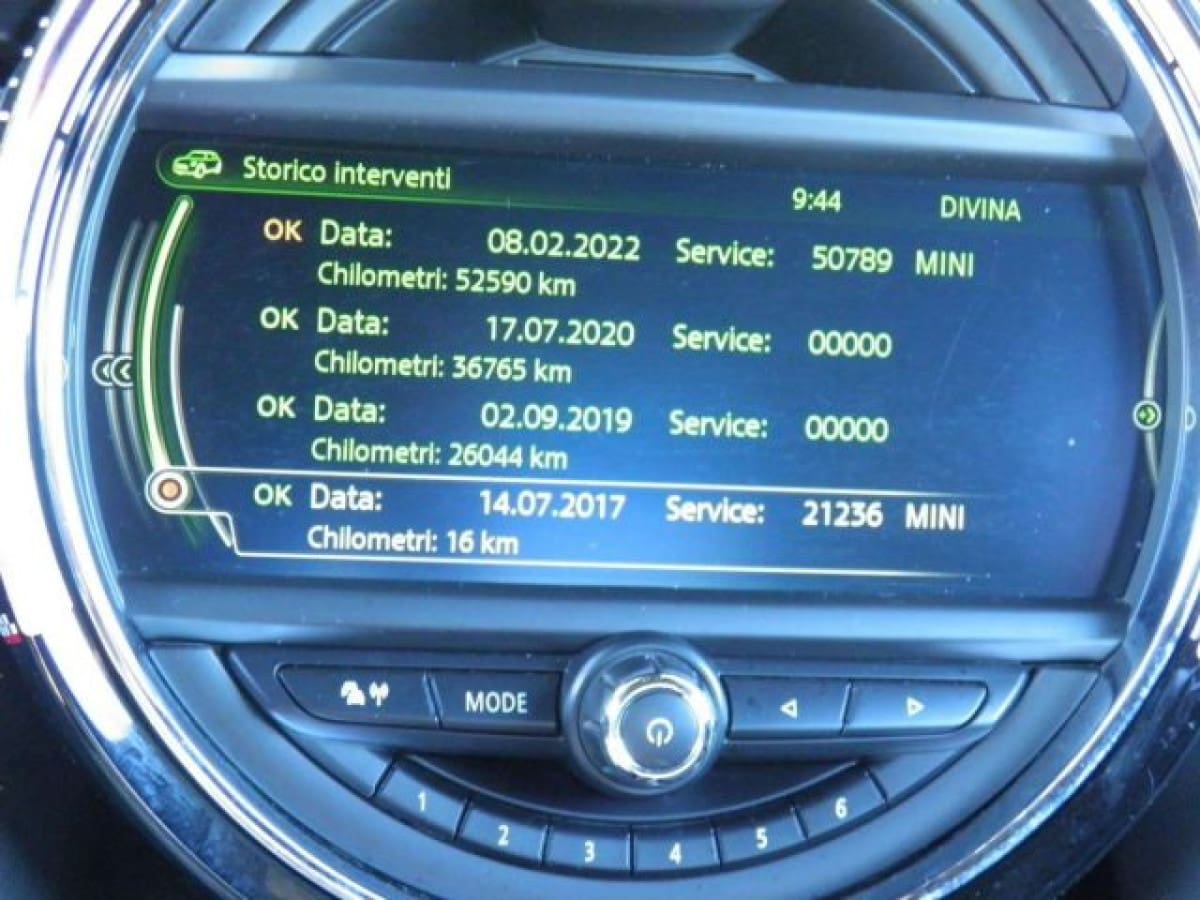 Storico interventi 9:44 DIVINA
OK Data: 08.02.2022 Service: 50789 MINI
Chilometri: 52590 km
OK Data: 17.07.2020 Service: 00000
Chilometri: 36765 km
OK Data: 02.09.2019 Service: 00000
Chilometri: 26044 km
OK Data: 14.07.2017 Service: 21236 MINI
Chilometri: 16 km
MODE
1 2 3 4 5 6